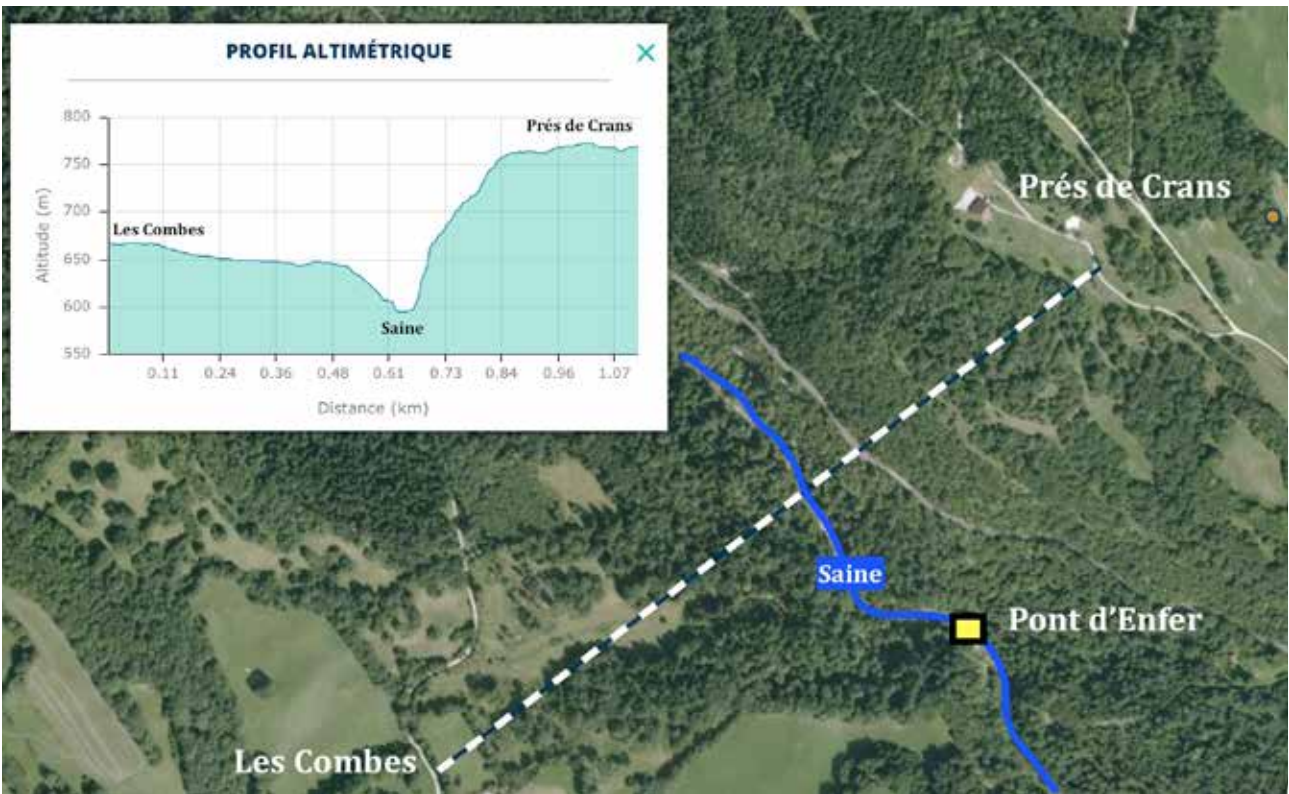 PROFIL ALTIMÉTRIQUE
×
800
Prés de Crans
750
700
Les Combes
650
600
Saine
550
Altitude (m)
0.11 0.24 0.36 0.48 0.61 0.73 0.84 0.96 1.07
Distance (km)
Prés de Crans
Saine
Pont d'Enfer
Les Combes